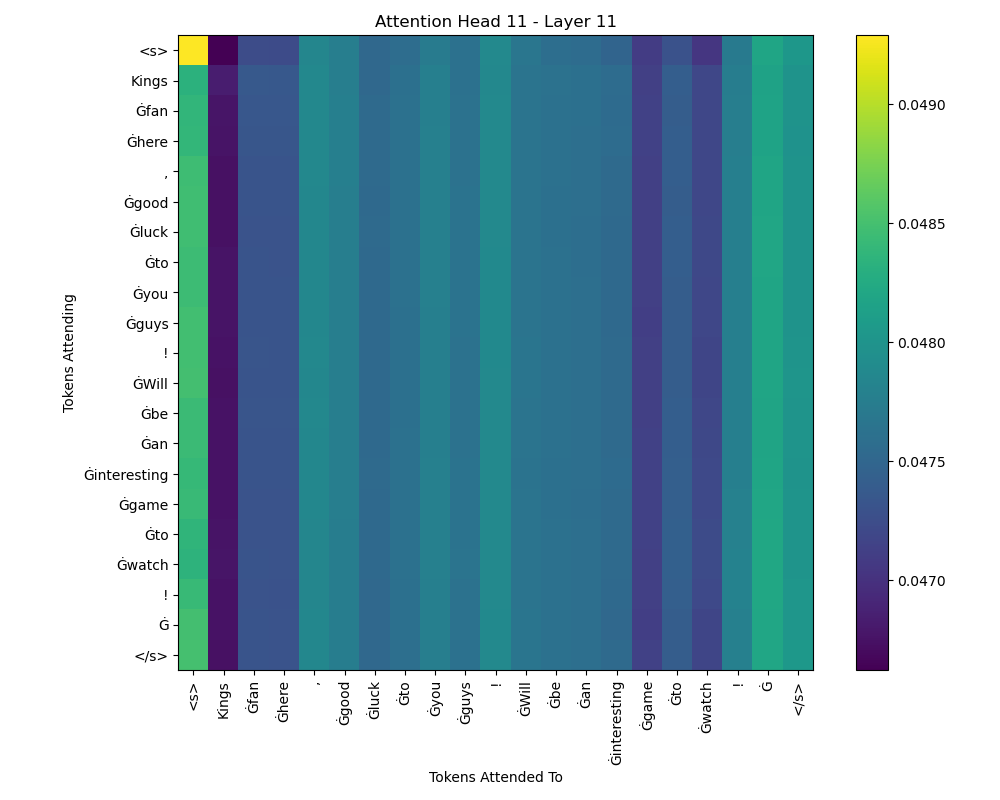 Attention Head 11 - Layer 11
<s>
Kings
Ġfan
Ġhere
,
Ġgood
Ġluck
Ġto
Ġyou
Ġguys
!
ĠWill
Ġbe
Ġan
Ġinteresting
Ġgame
Ġto
Ġwatch
!
Ġ
</s>
Tokens Attending
<s>
Kings
Ġfan
Ġhere
,
Ġgood
Ġluck
Ġto
Ġyou
Ġguys
!
ĠWill
Ġbe
Ġan
Ġinteresting
Ġgame
Ġto
Ġwatch
!
Ġ
</s>
Tokens Attended To
0.0490
0.0485
0.0480
0.0475
0.0470